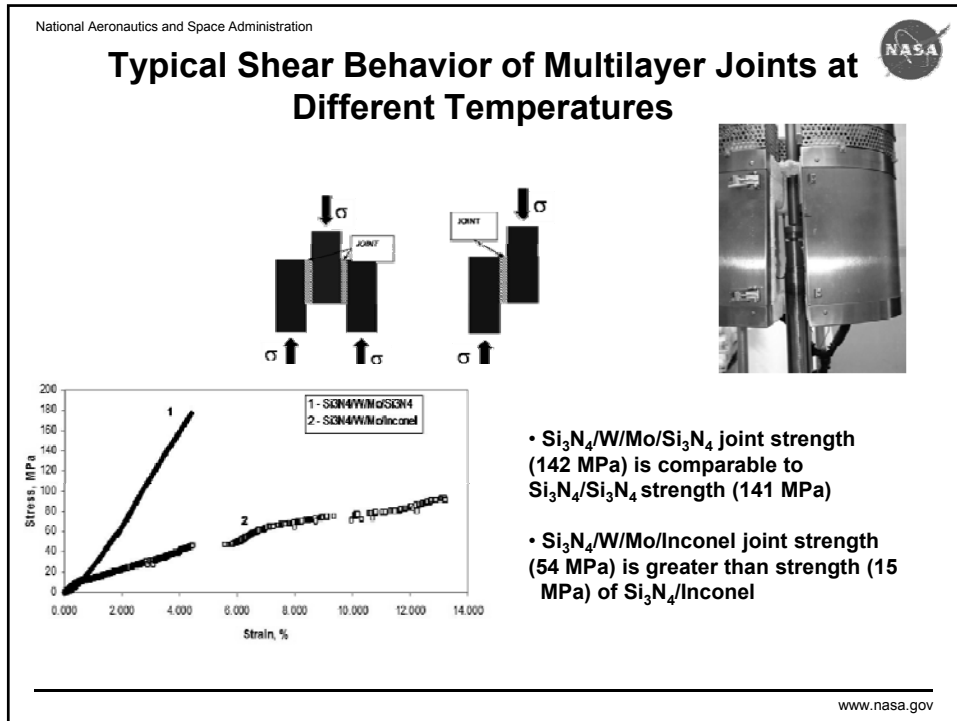 National Aeronautics and Space Administration
NASA
Typical Shear Behavior of Multilayer Joints at
Different Temperatures
σ
JOINT
σ
σ
JOINT
σ
σ
200
180
160
140
120
100
80
60
40
20
0
Stress, MPa
1
2
1 - Si3N4/W/Mo/Si3N4
2 - Si3N4/W/Mo/Inconel
0.000 2.000 4.000 6.000 8.000 10.000 12.000 14.000
Strain, %
• Si₃N₄/W/Mo/Si₃N₄ joint strength
(142 MPa) is comparable to
Si₃N₄/Si₃N₄ strength (141 MPa)
• Si₃N₄/W/Mo/Inconel joint strength
(54 MPa) is greater than strength (15
MPa) of Si₃N₄/Inconel
www.nasa.gov